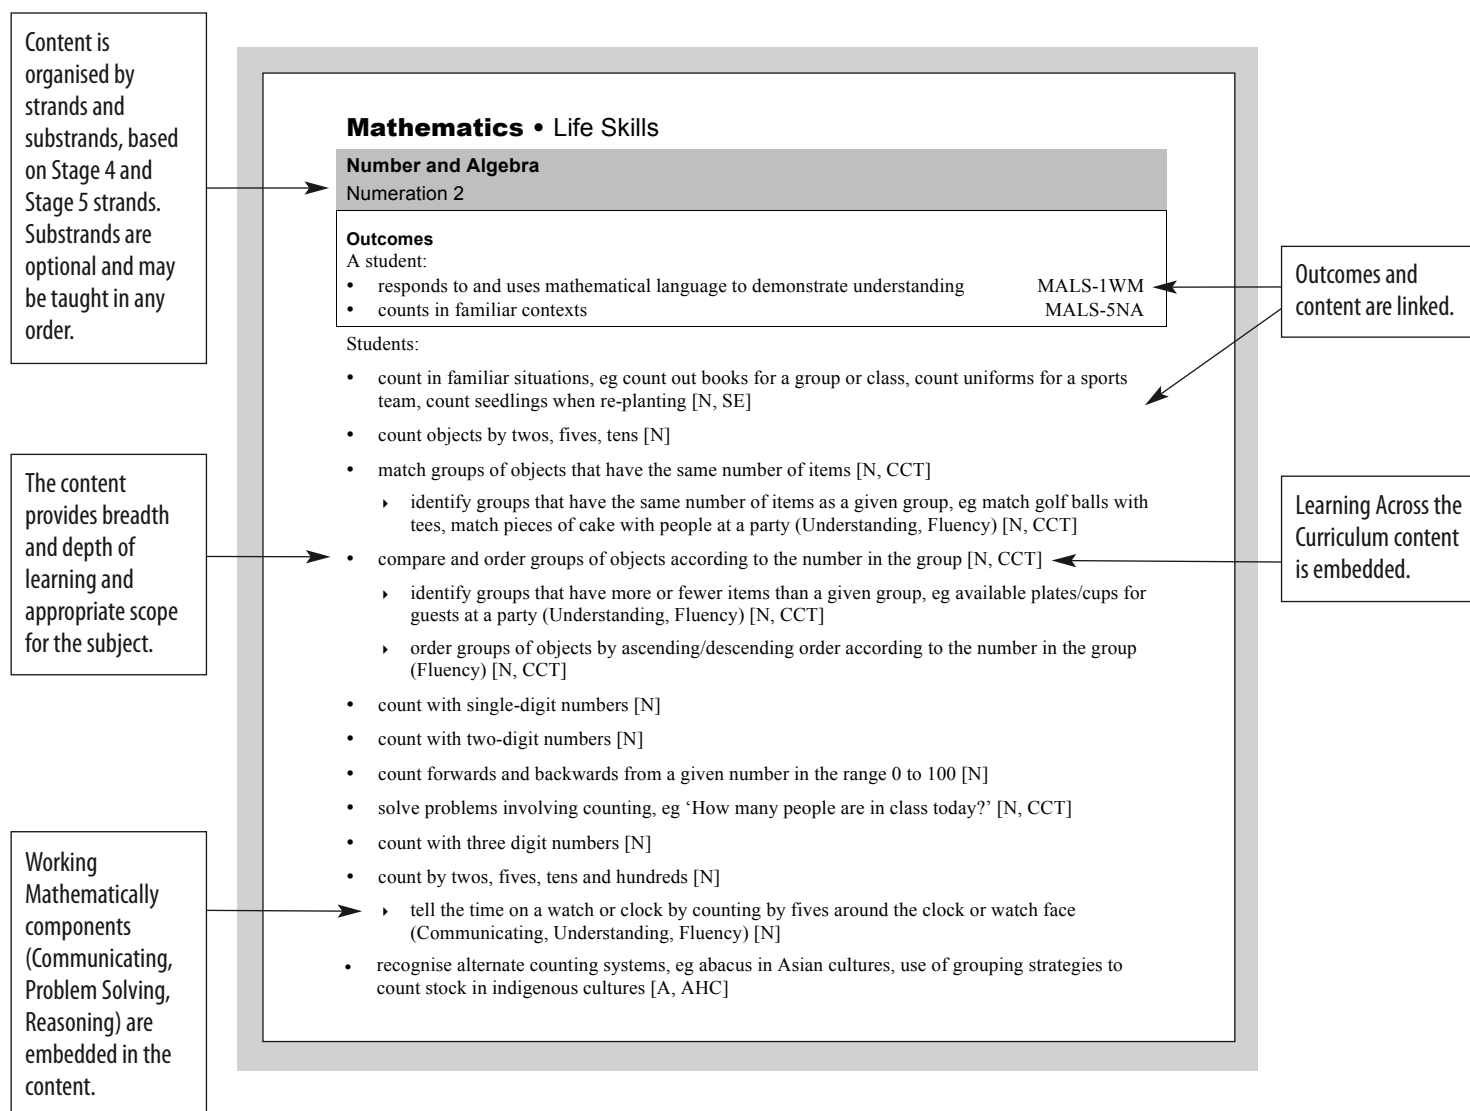 Content is
organised by
strands and
substrands, based
on Stage 4 and
Stage 5 strands.
Substrands are
optional and may
be taught in any
order.
The content
provides breadth
and depth of
learning and
appropriate scope
for the subject.
Working
Mathematically
components
(Communicating,
Problem Solving,
Reasoning) are
embedded in the
content.
Mathematics • Life Skills
Number and Algebra
Numeration 2
Outcomes
A student:
• responds to and uses mathematical language to demonstrate understanding MALS-1WM
• counts in familiar contexts MALS-5NA
Students:
• count in familiar situations, eg count out books for a group or class, count uniforms for a sports
team, count seedlings when re-planting [N, SE]
• count objects by twos, fives, tens [N]
• match groups of objects that have the same number of items [N, CCT]
‣ identify groups that have the same number of items as a given group, eg match golf balls with
tees, match pieces of cake with people at a party (Understanding, Fluency) [N, CCT]
• compare and order groups of objects according to the number in the group [N, CCT]
‣ identify groups that have more or fewer items than a given group, eg available plates/cups for
guests at a party (Understanding, Fluency) [N, CCT]
‣ order groups of objects by ascending/descending order according to the number in the group
(Fluency) [N, CCT]
• count with single-digit numbers [N]
• count with two-digit numbers [N]
• count forwards and backwards from a given number in the range 0 to 100 [N]
• solve problems involving counting, eg ‘How many people are in class today?’ [N, CCT]
• count with three digit numbers [N]
• count by twos, fives, tens and hundreds [N]
‣ tell the time on a watch or clock by counting by fives around the clock or watch face
(Communicating, Understanding, Fluency) [N]
• recognise alternate counting systems, eg abacus in Asian cultures, use of grouping strategies to
count stock in indigenous cultures [A, AHC]
Outcomes and
content are linked.
Learning Across the
Curriculum content
is embedded.